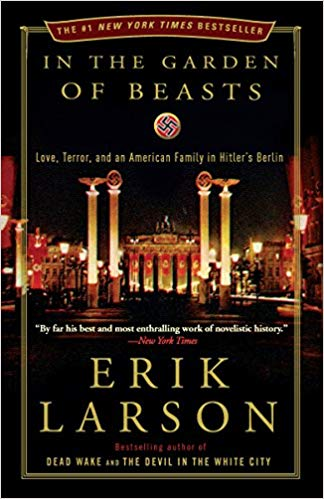 THE #1 NEW YORK TIMES BESTSELLER
IN THE GARDEN
OF BEASTS
Love, Terror, and an American Family in Hitler's Berlin
"By far his best and most enthralling work of novelistic history."
—New York Times
ERIK
LARSON
Bestselling author of
DEAD WAKE AND THE DEVIL IN THE WHITE CITY